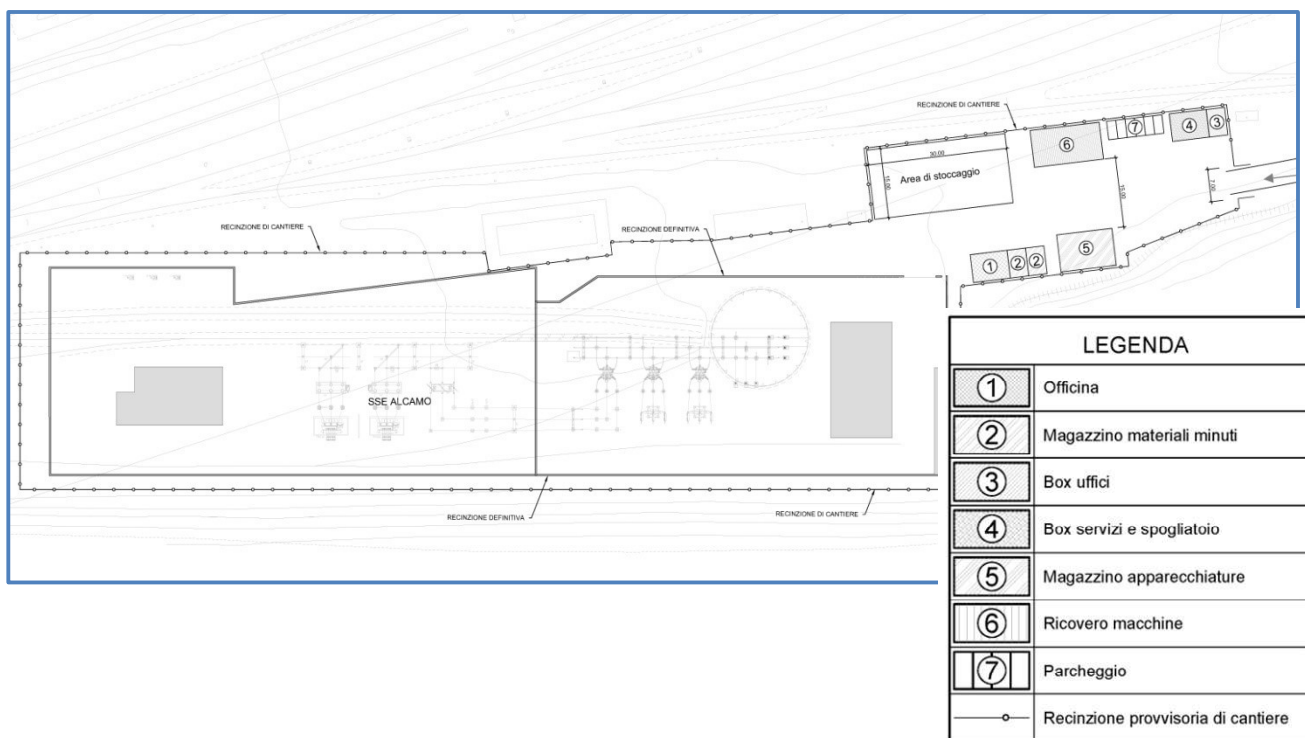 RECINZIONE DI CANTIERE
⑦
④
③
⑥
30.00
15.00
Area di stoccaggio
7.00
15.00
RECINZIONE DI CANTIERE
RECINZIONE DEFINITIVA
⑤
①
②
②
SSE ALCAMO
RECINZIONE DEFINITIVA
RECINZIONE DI CANTIERE
LEGENDA
① Officina
② Magazzino materiali minuti
③ Box uffici
④ Box servizi e spogliatoio
⑤ Magazzino apparecchiature
⑥ Ricovero macchine
⑦ Parcheggio
Recinzione provvisoria di cantiere